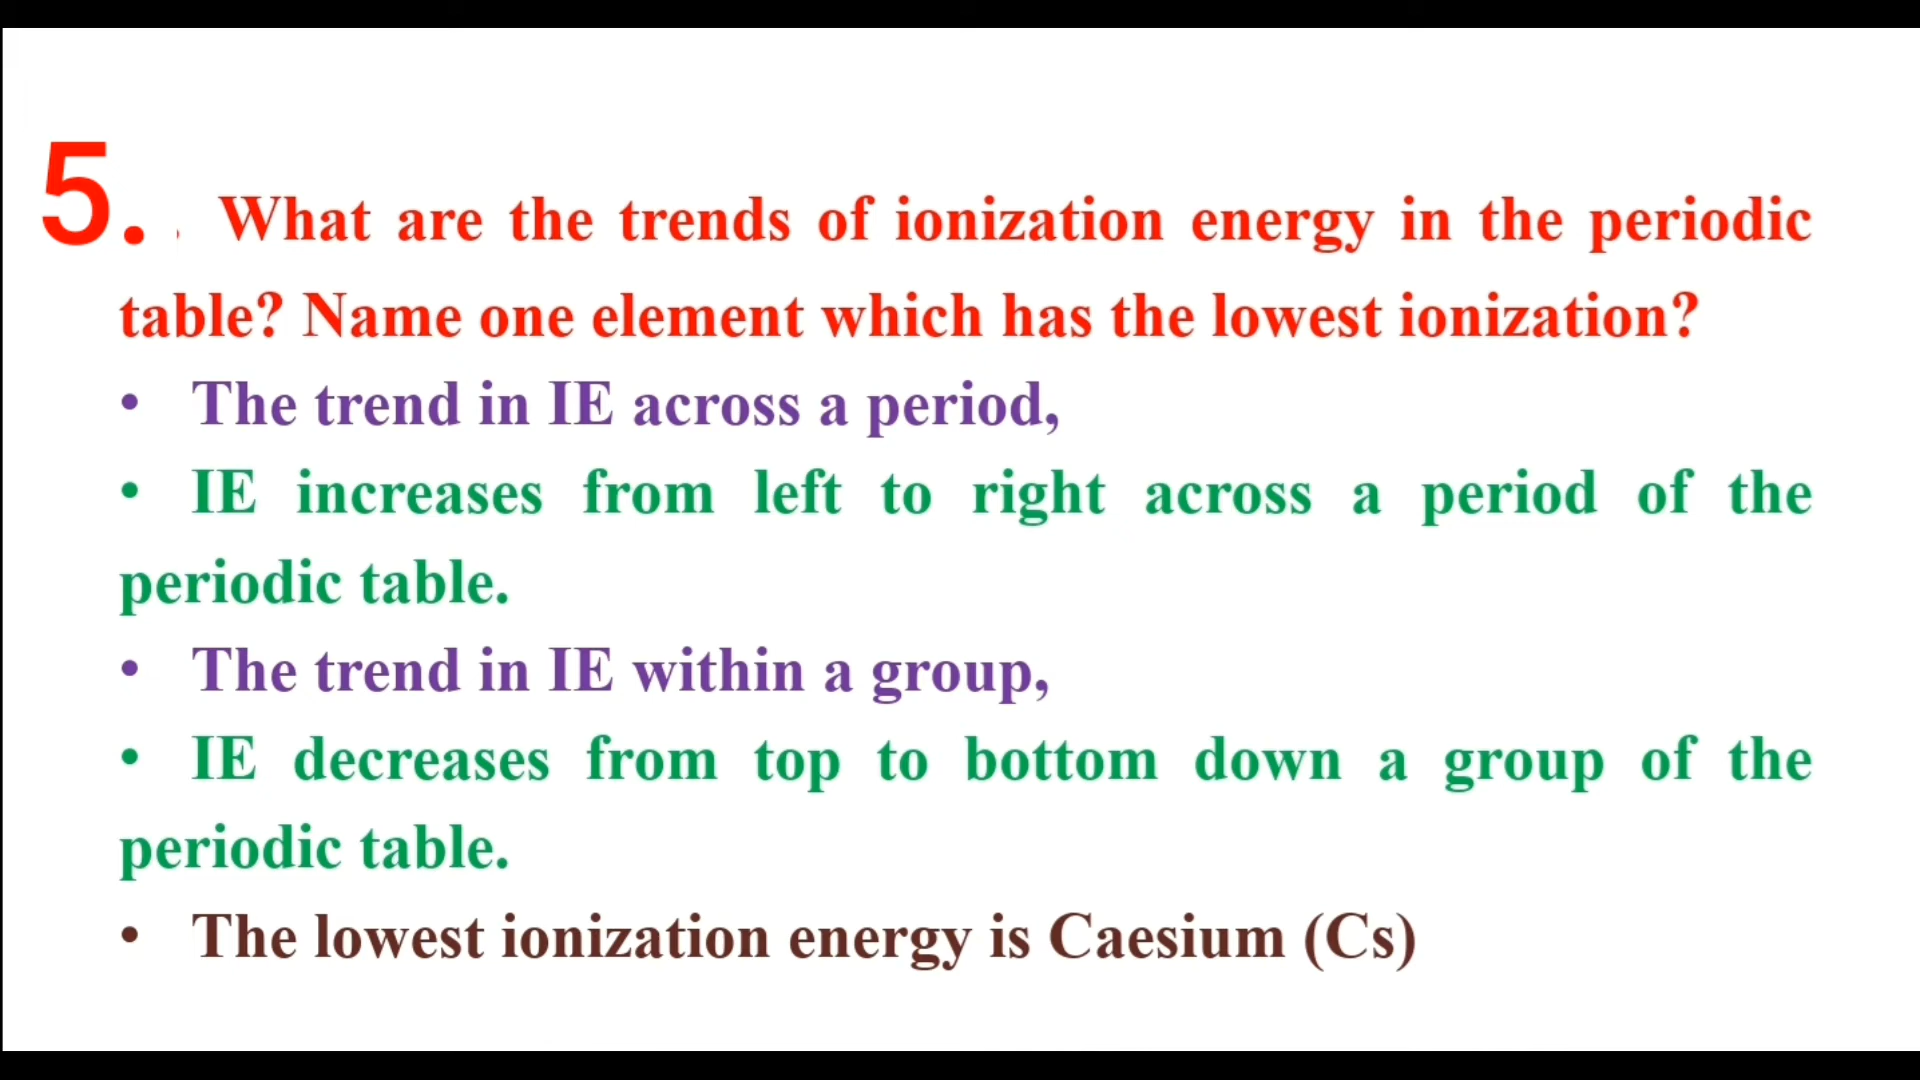 5. . What are the trends of ionization energy in the periodic
table? Name one element which has the lowest ionization?
• The trend in IE across a period,
• IE increases from left to right across a period of the
periodic table.
• The trend in IE within a group,
• IE decreases from top to bottom down a group of the
periodic table.
• The lowest ionization energy is Caesium (Cs)